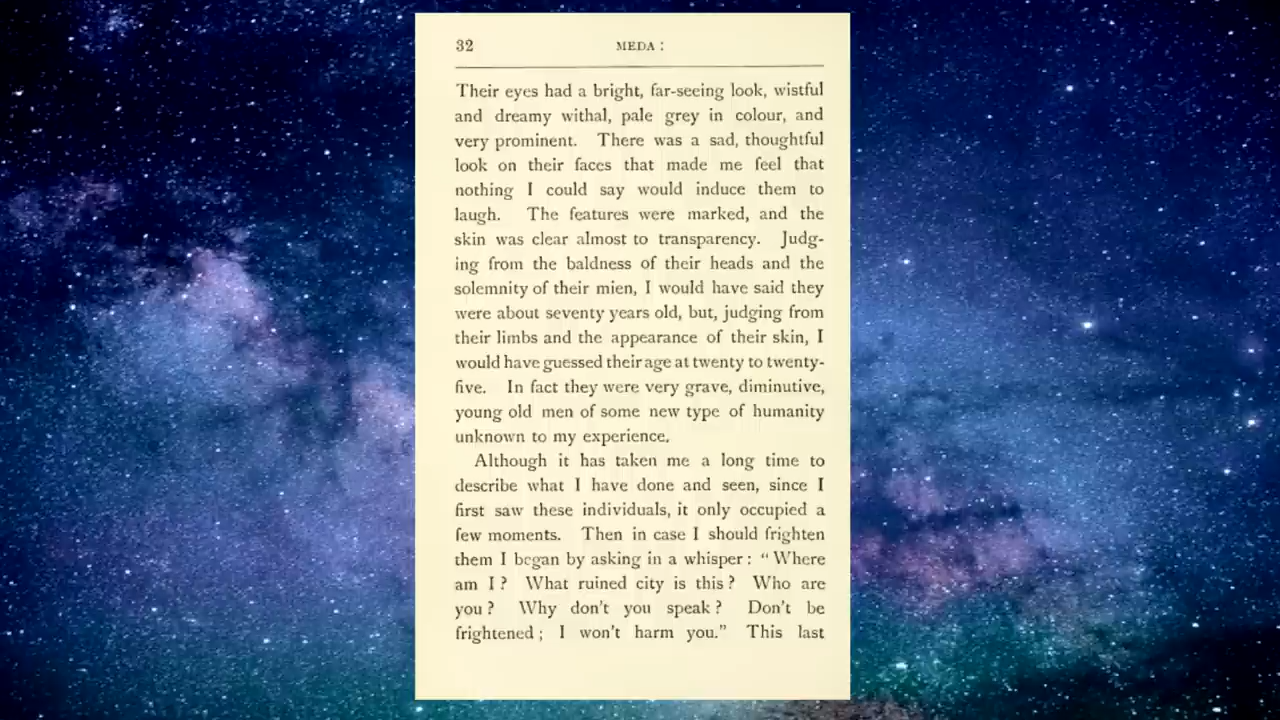 32
MEDA :
Their eyes had a bright, far-seeing look, wistful
and dreamy withal, pale grey in colour, and
very prominent. There was a sad, thoughtful
look on their faces that made me feel that
nothing I could say would induce them to
laugh. The features were marked, and the
skin was clear almost to transparency. Judg-
ing from the baldness of their heads and the
solemnity of their mien, I would have said they
were about seventy years old, but, judging from
their limbs and the appearance of their skin, I
would have guessed their age at twenty to twenty-
five. In fact they were very grave, diminutive,
young old men of some new type of humanity
unknown to my experience.
Although it has taken me a long time to
describe what I have done and seen, since I
first saw these individuals, it only occupied a
few moments. Then in case I should frighten
them I began by asking in a whisper : “Where
am I ? What ruined city is this ? Who are
you ? Why don't you speak ? Don't be
frightened ; I won't harm you.” This last